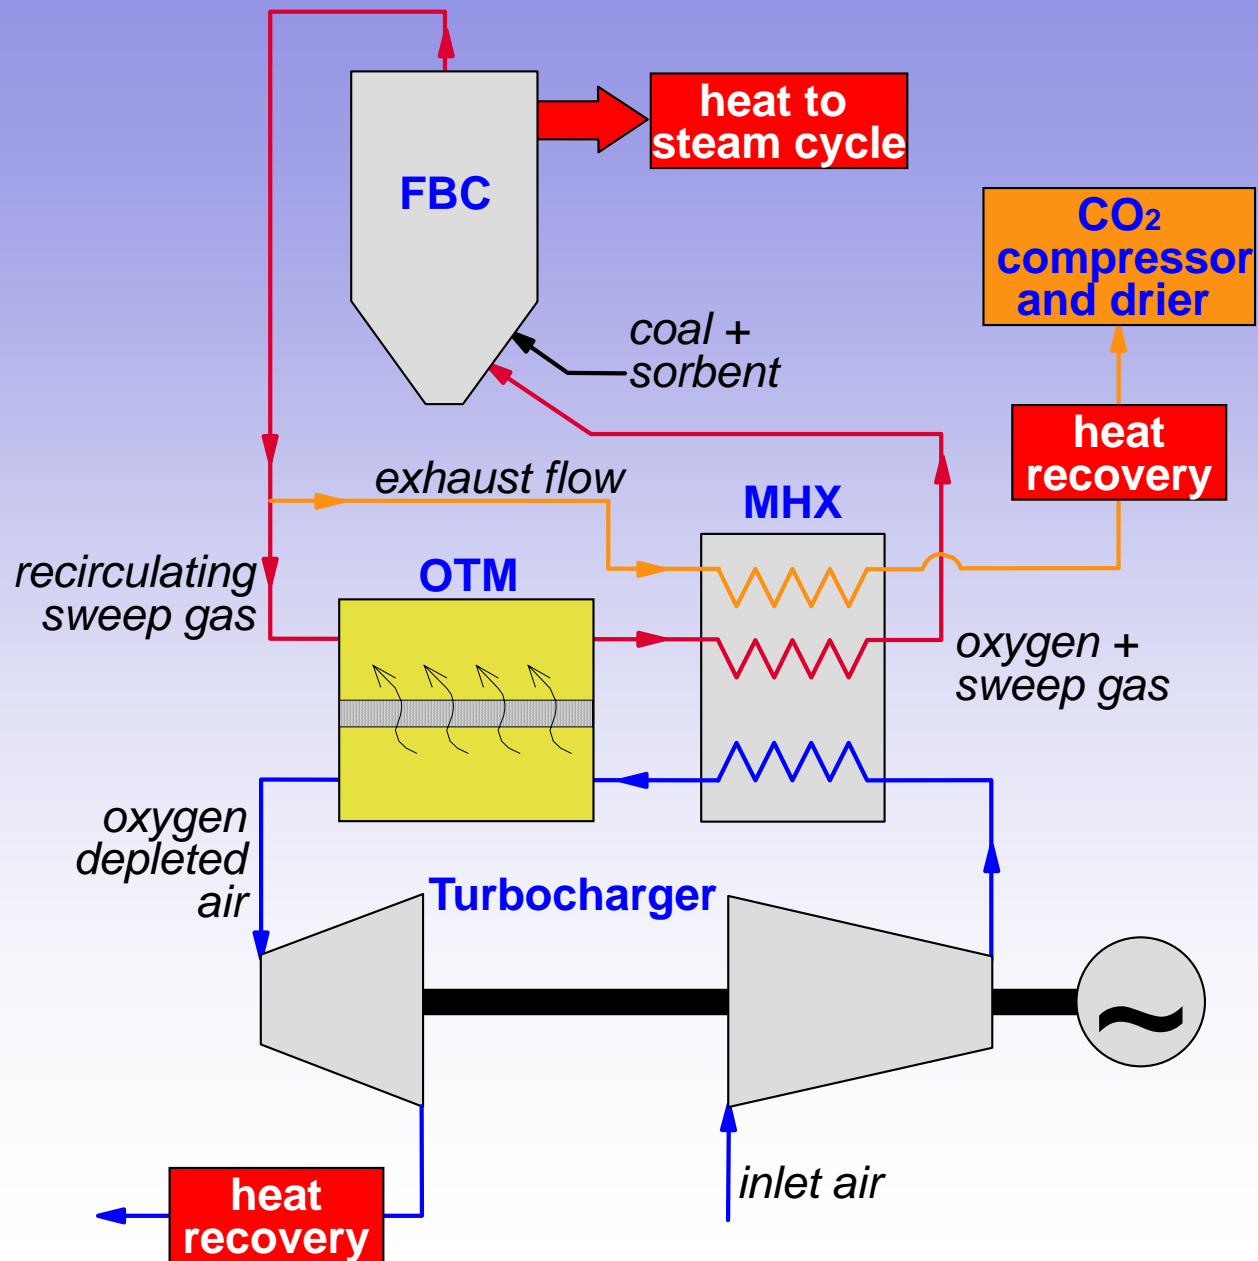 heat to
steam cycle
FBC
CO₂
compressor
and drier
coal +
sorbent
heat
recovery
exhaust flow
MHX
recirculating
sweep gas
OTM
oxygen +
sweep gas
oxygen
depleted
air
Turbocharger
~
inlet air
heat
recovery